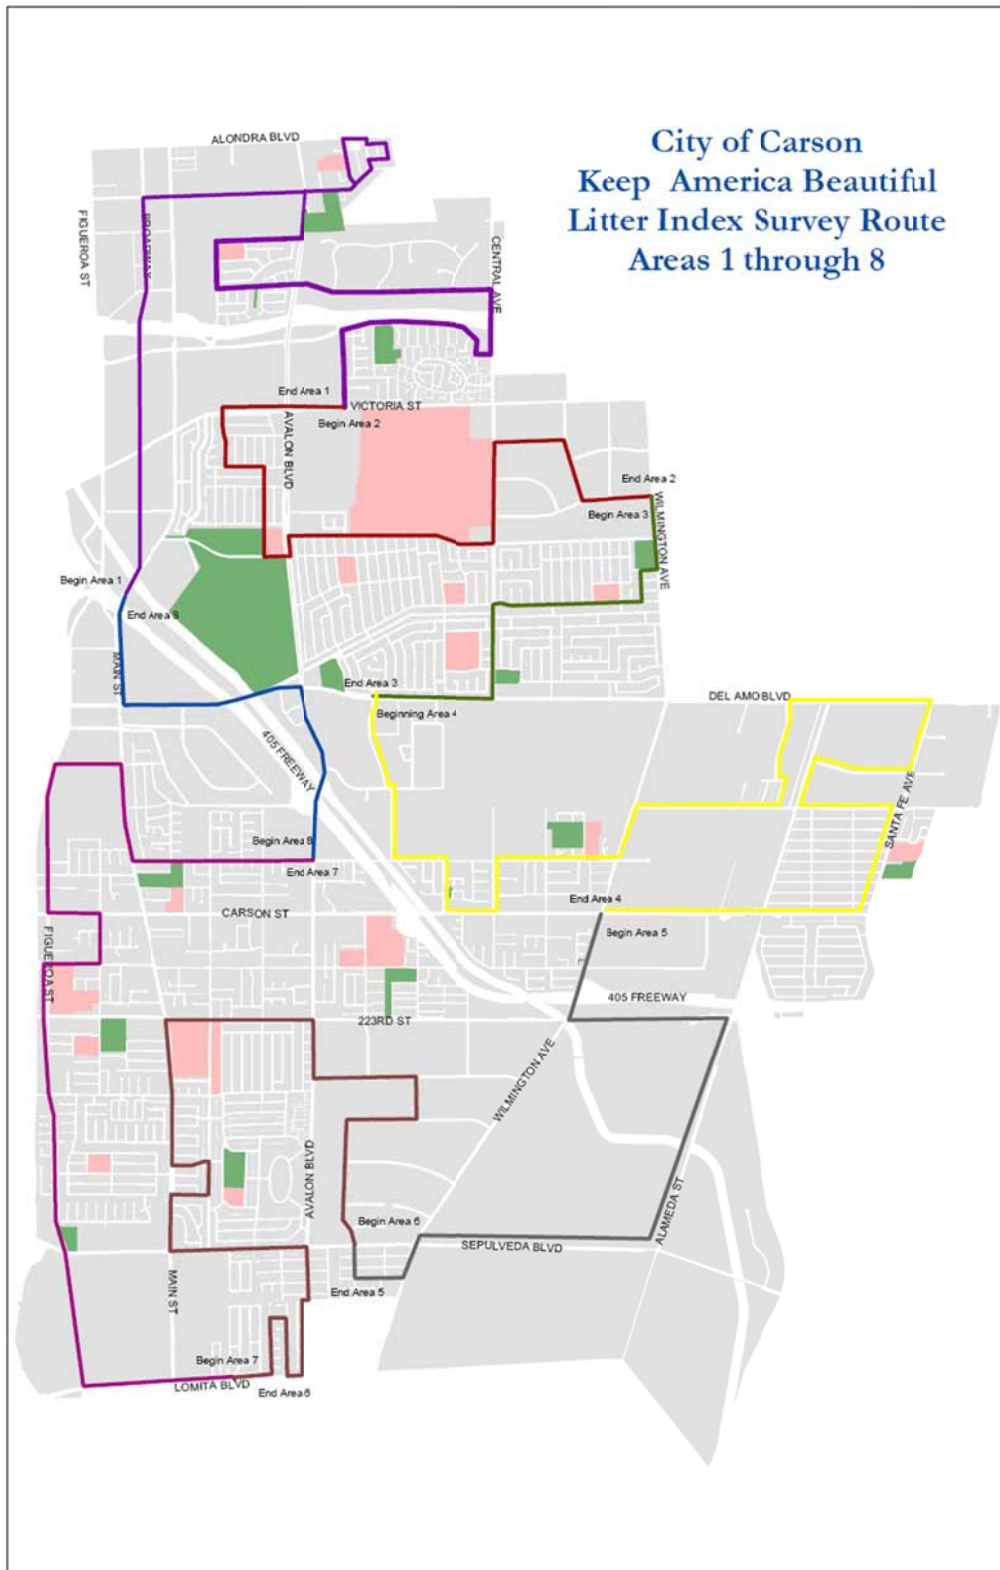 City of Carson
Keep America Beautiful
Litter Index Survey Route
Areas 1 through 8
ALONDRA BLVD
FIGUEROA ST
BROADWAY
CENTRAL AVE
End Area 1
VICTORIA ST
Begin Area 2
AVALON BLVD
End Area 2
Begin Area 3
WILMINGTON AVE
Begin Area 1
End Area 8
MAIN ST
End Area 3
DEL AMO BLVD
Beginning Area 4
405 FREEWAY
SANTA FE AVE
Begin Area 8
End Area 7
End Area 4
CARSON ST
Begin Area 5
FIGUEROA ST
405 FREEWAY
223RD ST
WILMINGTON AVE
AVALON BLVD
ALAMEDA ST
Begin Area 6
SEPULVEDA BLVD
MAIN ST
End Area 5
Begin Area 7
LOMITA BLVD
End Area 6